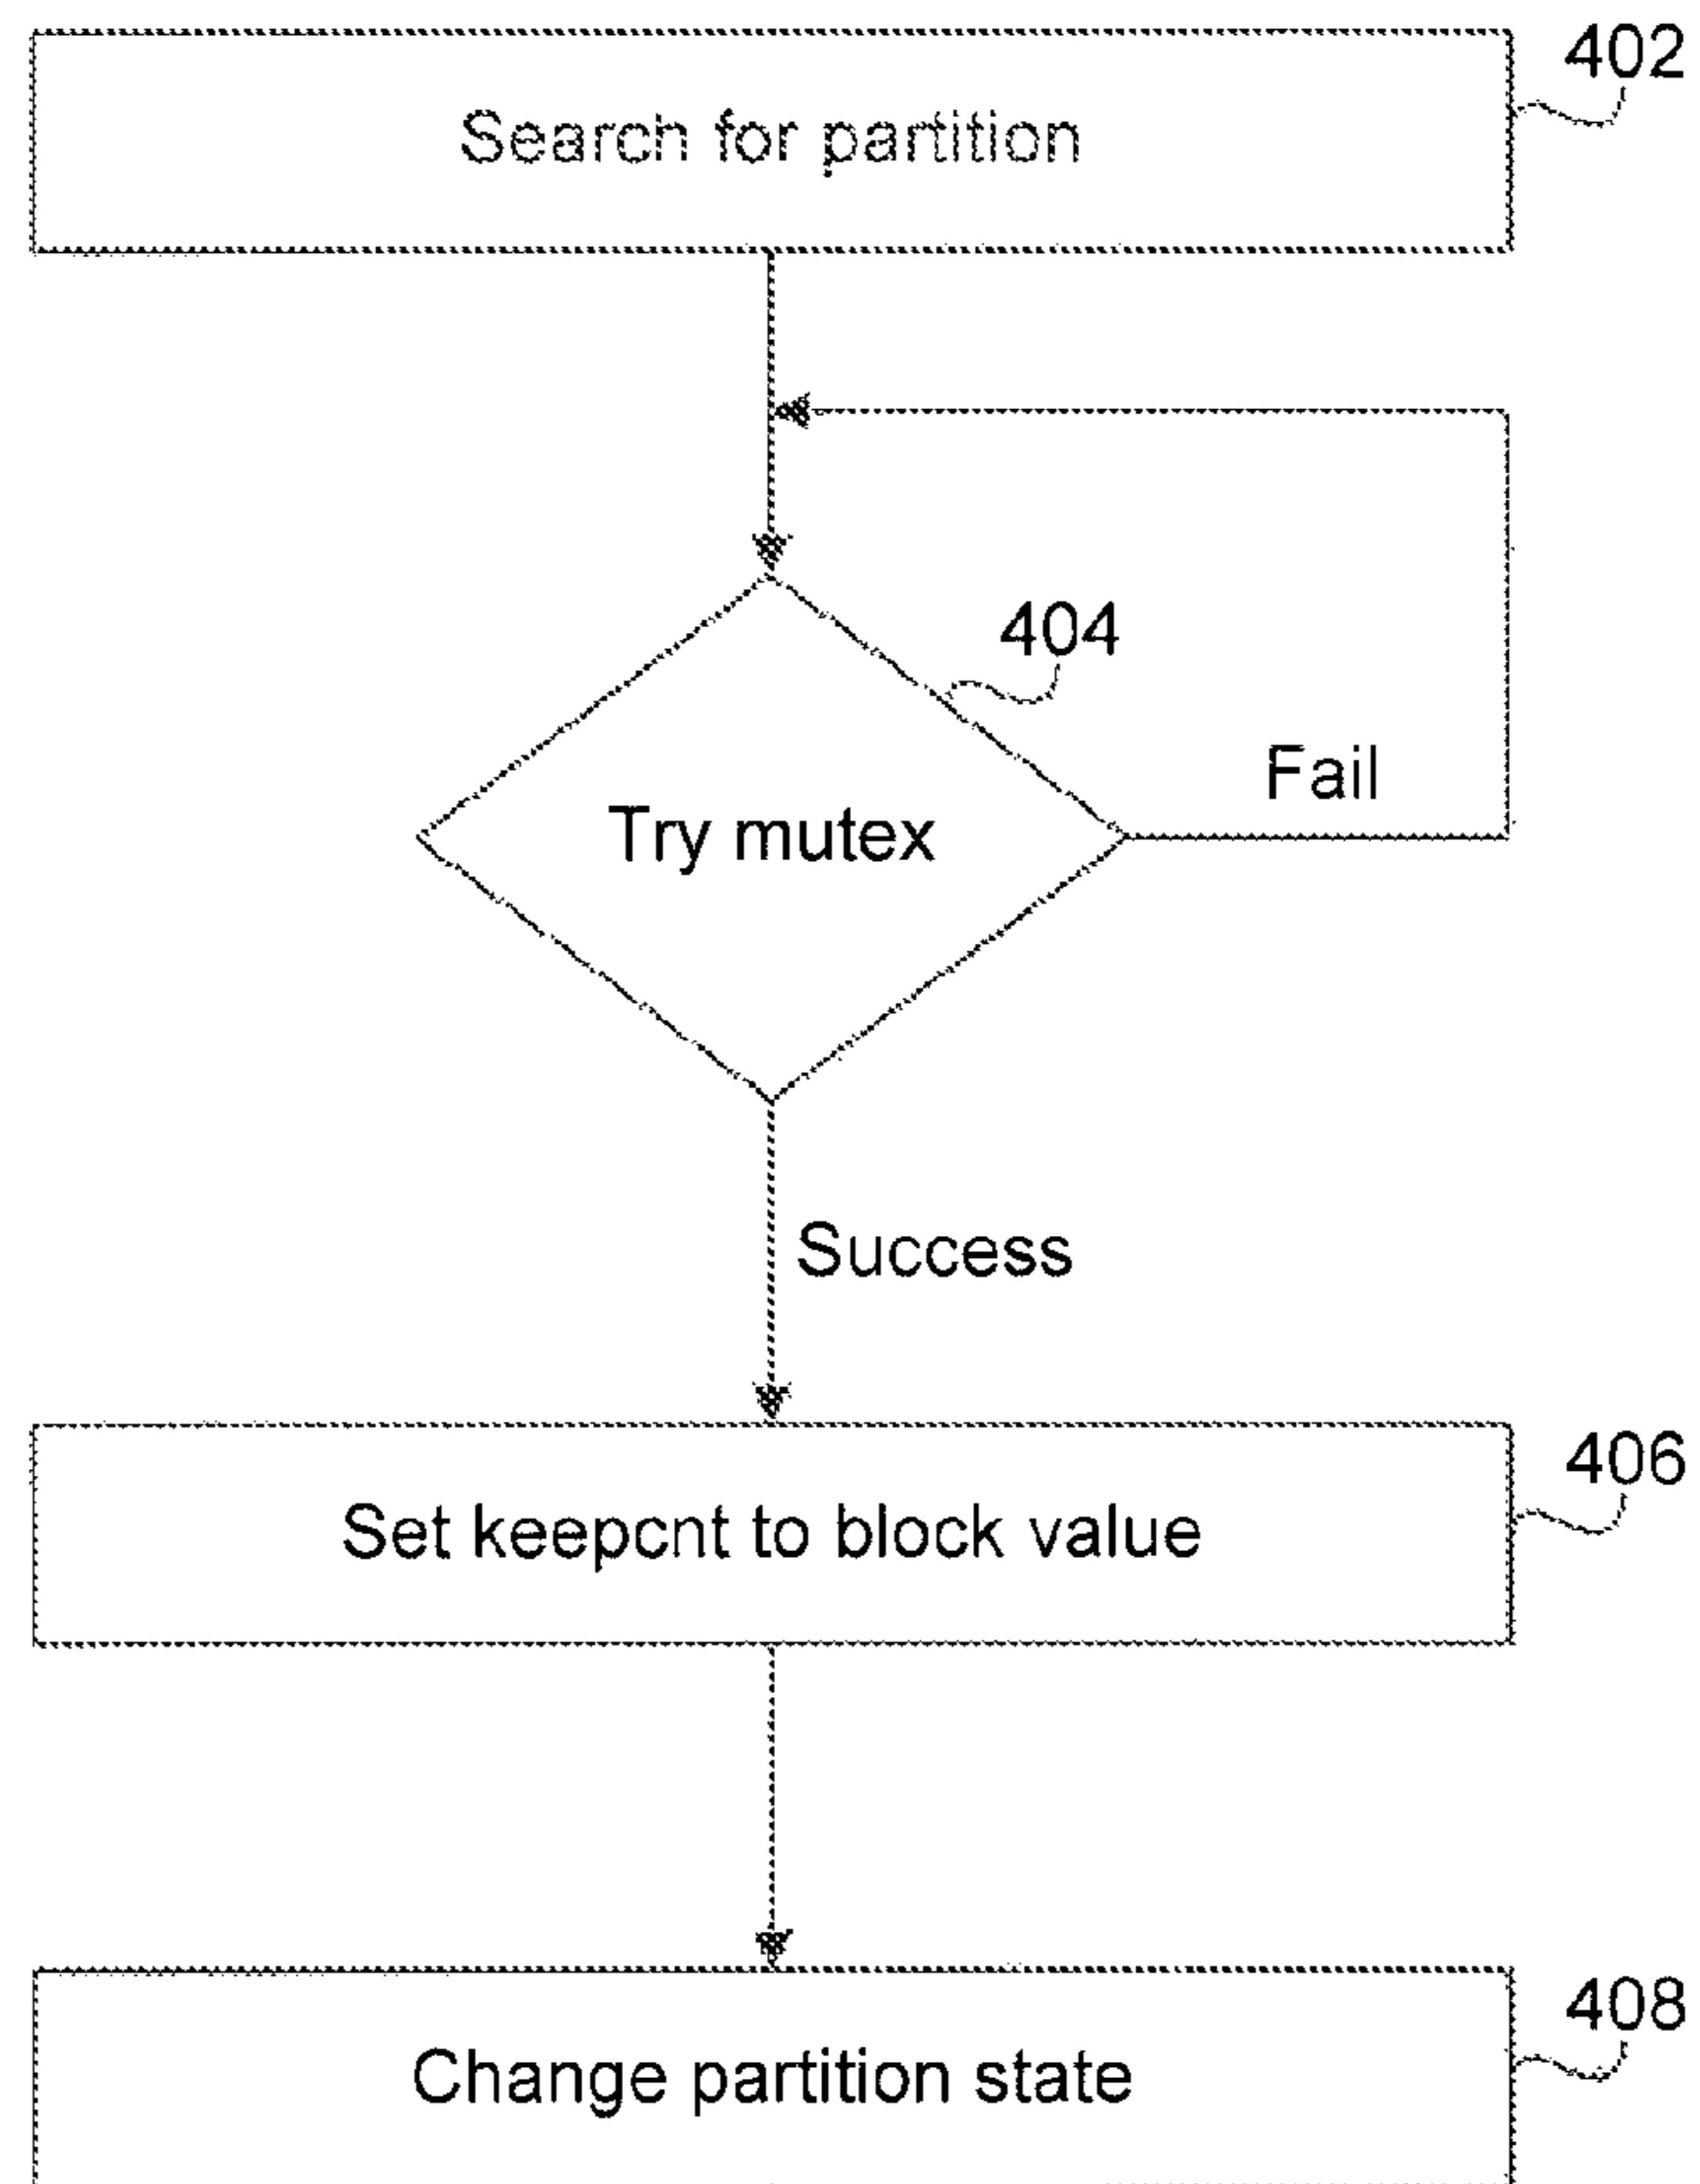 402
Search for partition
404
Fail
Try mutex
Success
406
Set keepcnt to block value
408
Change partition state